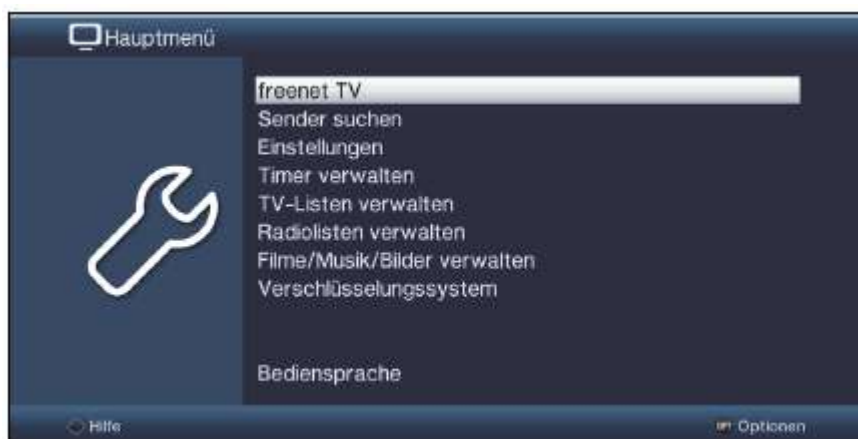 Hauptmenü
freenet TV
Sender suchen
Einstellungen
Timer verwalten
TV-Listen verwalten
Radiolisten verwalten
Filme/Musik/Bilder verwalten
Verschlüsselungssystem
Bediensprache
Hilfe
Optionen